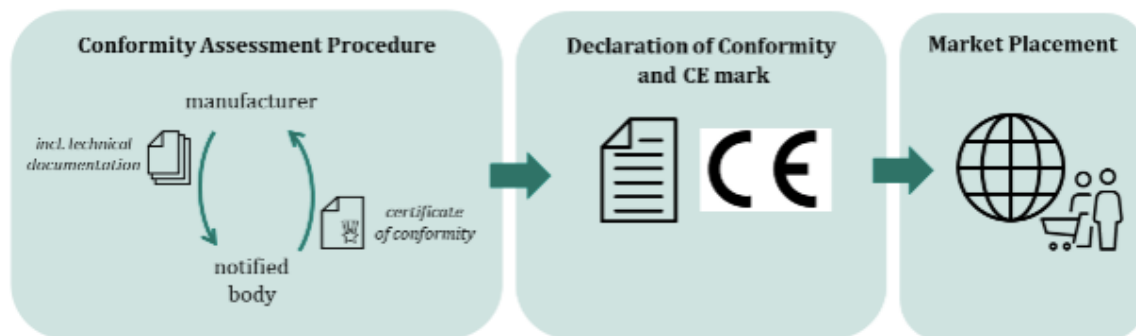 Conformity Assessment Procedure
manufacturer
incl. technical
documentation
certificate
of conformity
notified
body
Declaration of Conformity
and CE mark
CE
Market Placement